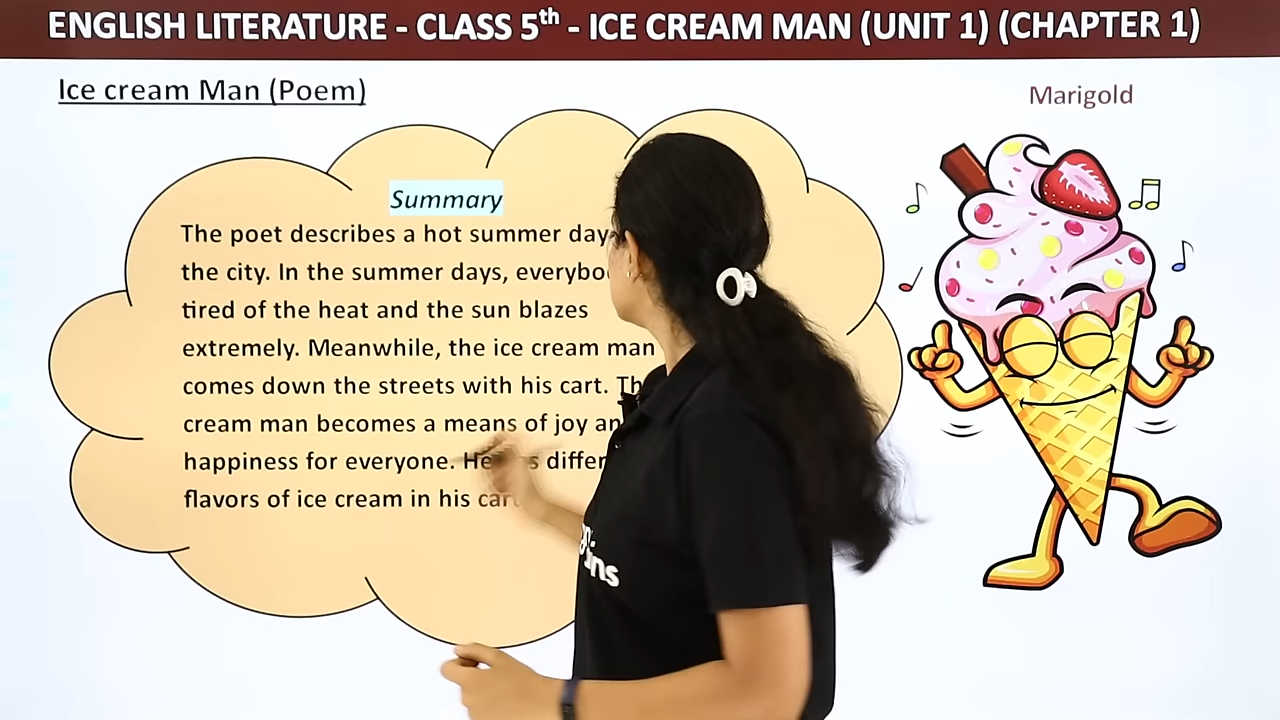 ENGLISH LITERATURE - CLASS 5th - ICE CREAM MAN (UNIT 1) (CHAPTER 1)
Ice cream Man (Poem)
Marigold
Summary
The poet describes a hot summer day
the city. In the summer days,
tired of the heat and the sun blazes
extremely. Meanwhile, the ice cream man
comes down the streets with his cart.
cream man becomes a means of joy
happiness for everyone.
flavors of ice cream in his